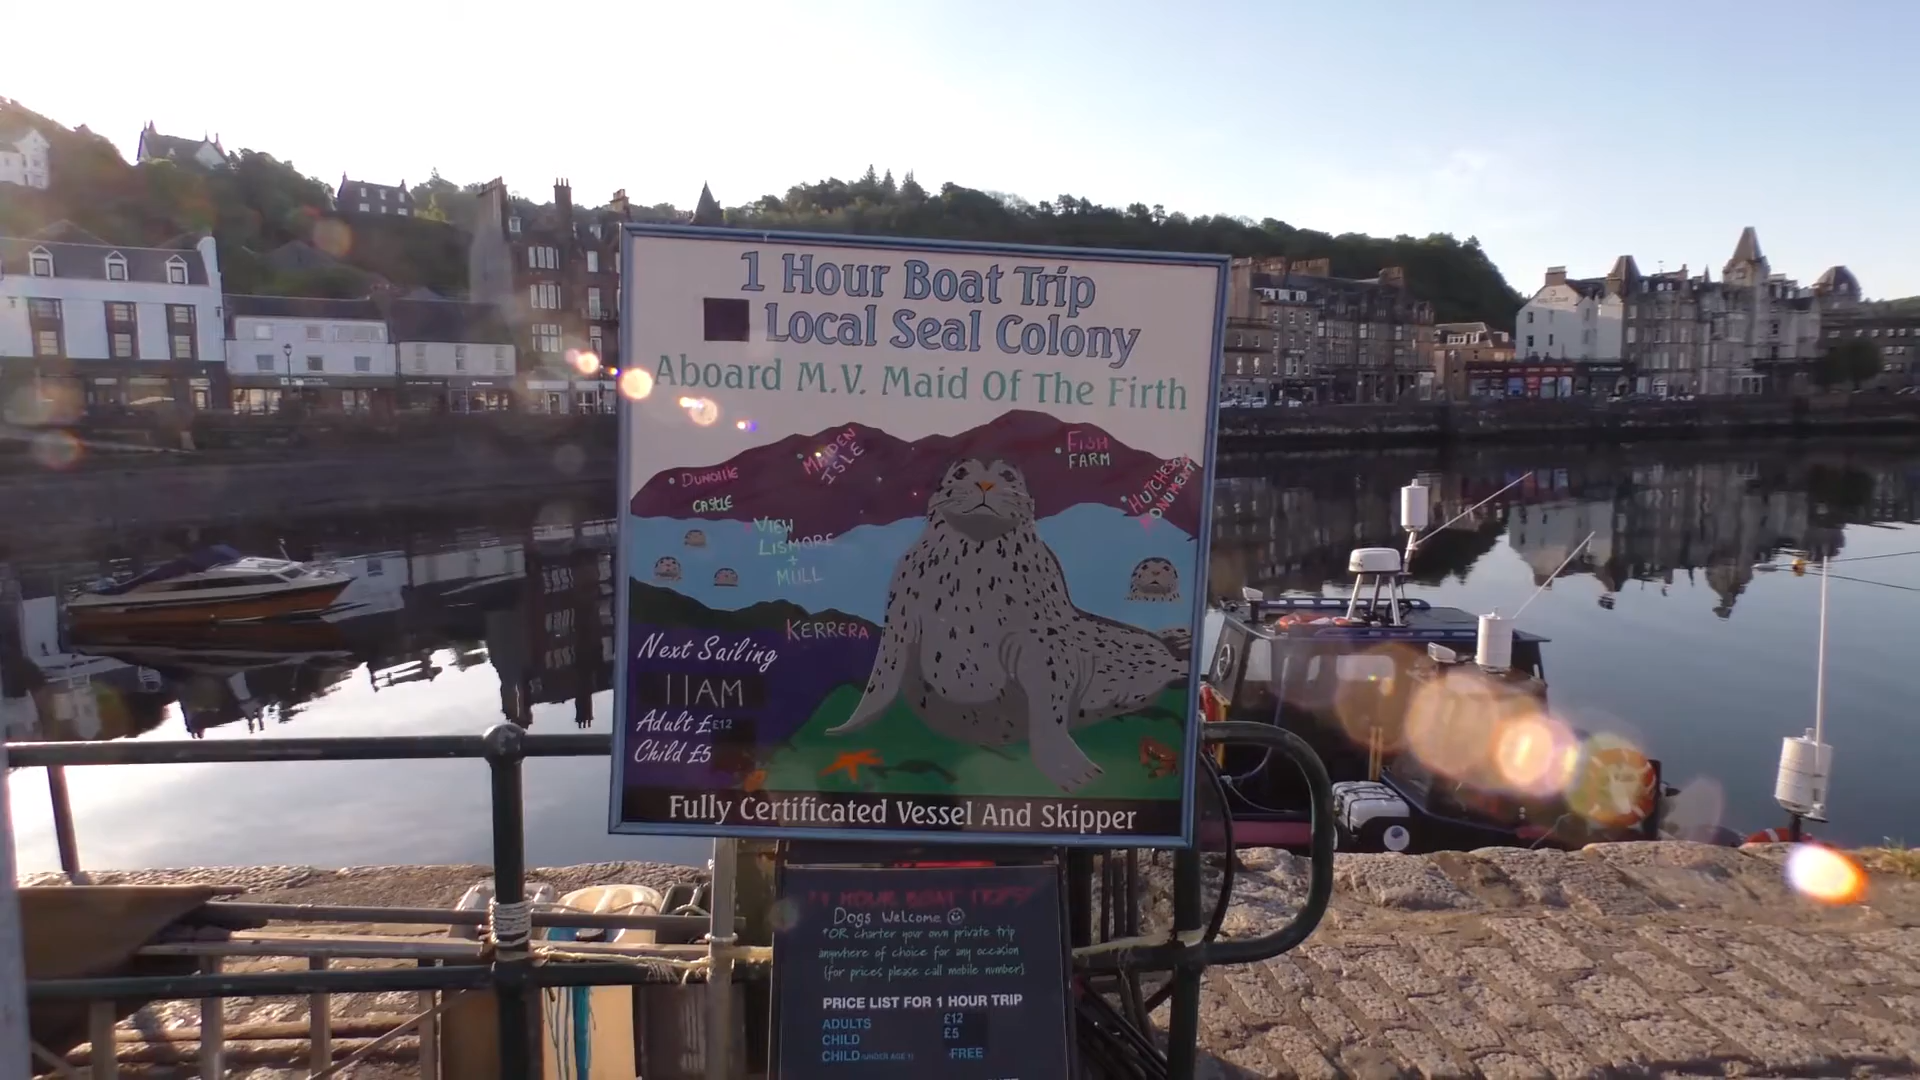 1 Hour Boat Trip
Local Seal Colony
Aboard M.V. Maid Of The Firth
DUNOLLIE
CASTLE
MAIDEN
ISLE
FISH
FARM
HUTCHESON
MONUMENT
VIEW
LISMORE
+
MULL
KERRERA
Next Sailing
11AM
Adult £ £12
Child £5
Fully Certificated Vessel And Skipper
"1 HOUR BOAT TRIPS"
Dogs Welcome
*OR charter your own private trip
anywhere of choice for any occasion
(for prices please call mobile number)
PRICE LIST FOR 1 HOUR TRIP
ADULTS £12
CHILD £5
CHILD FREE